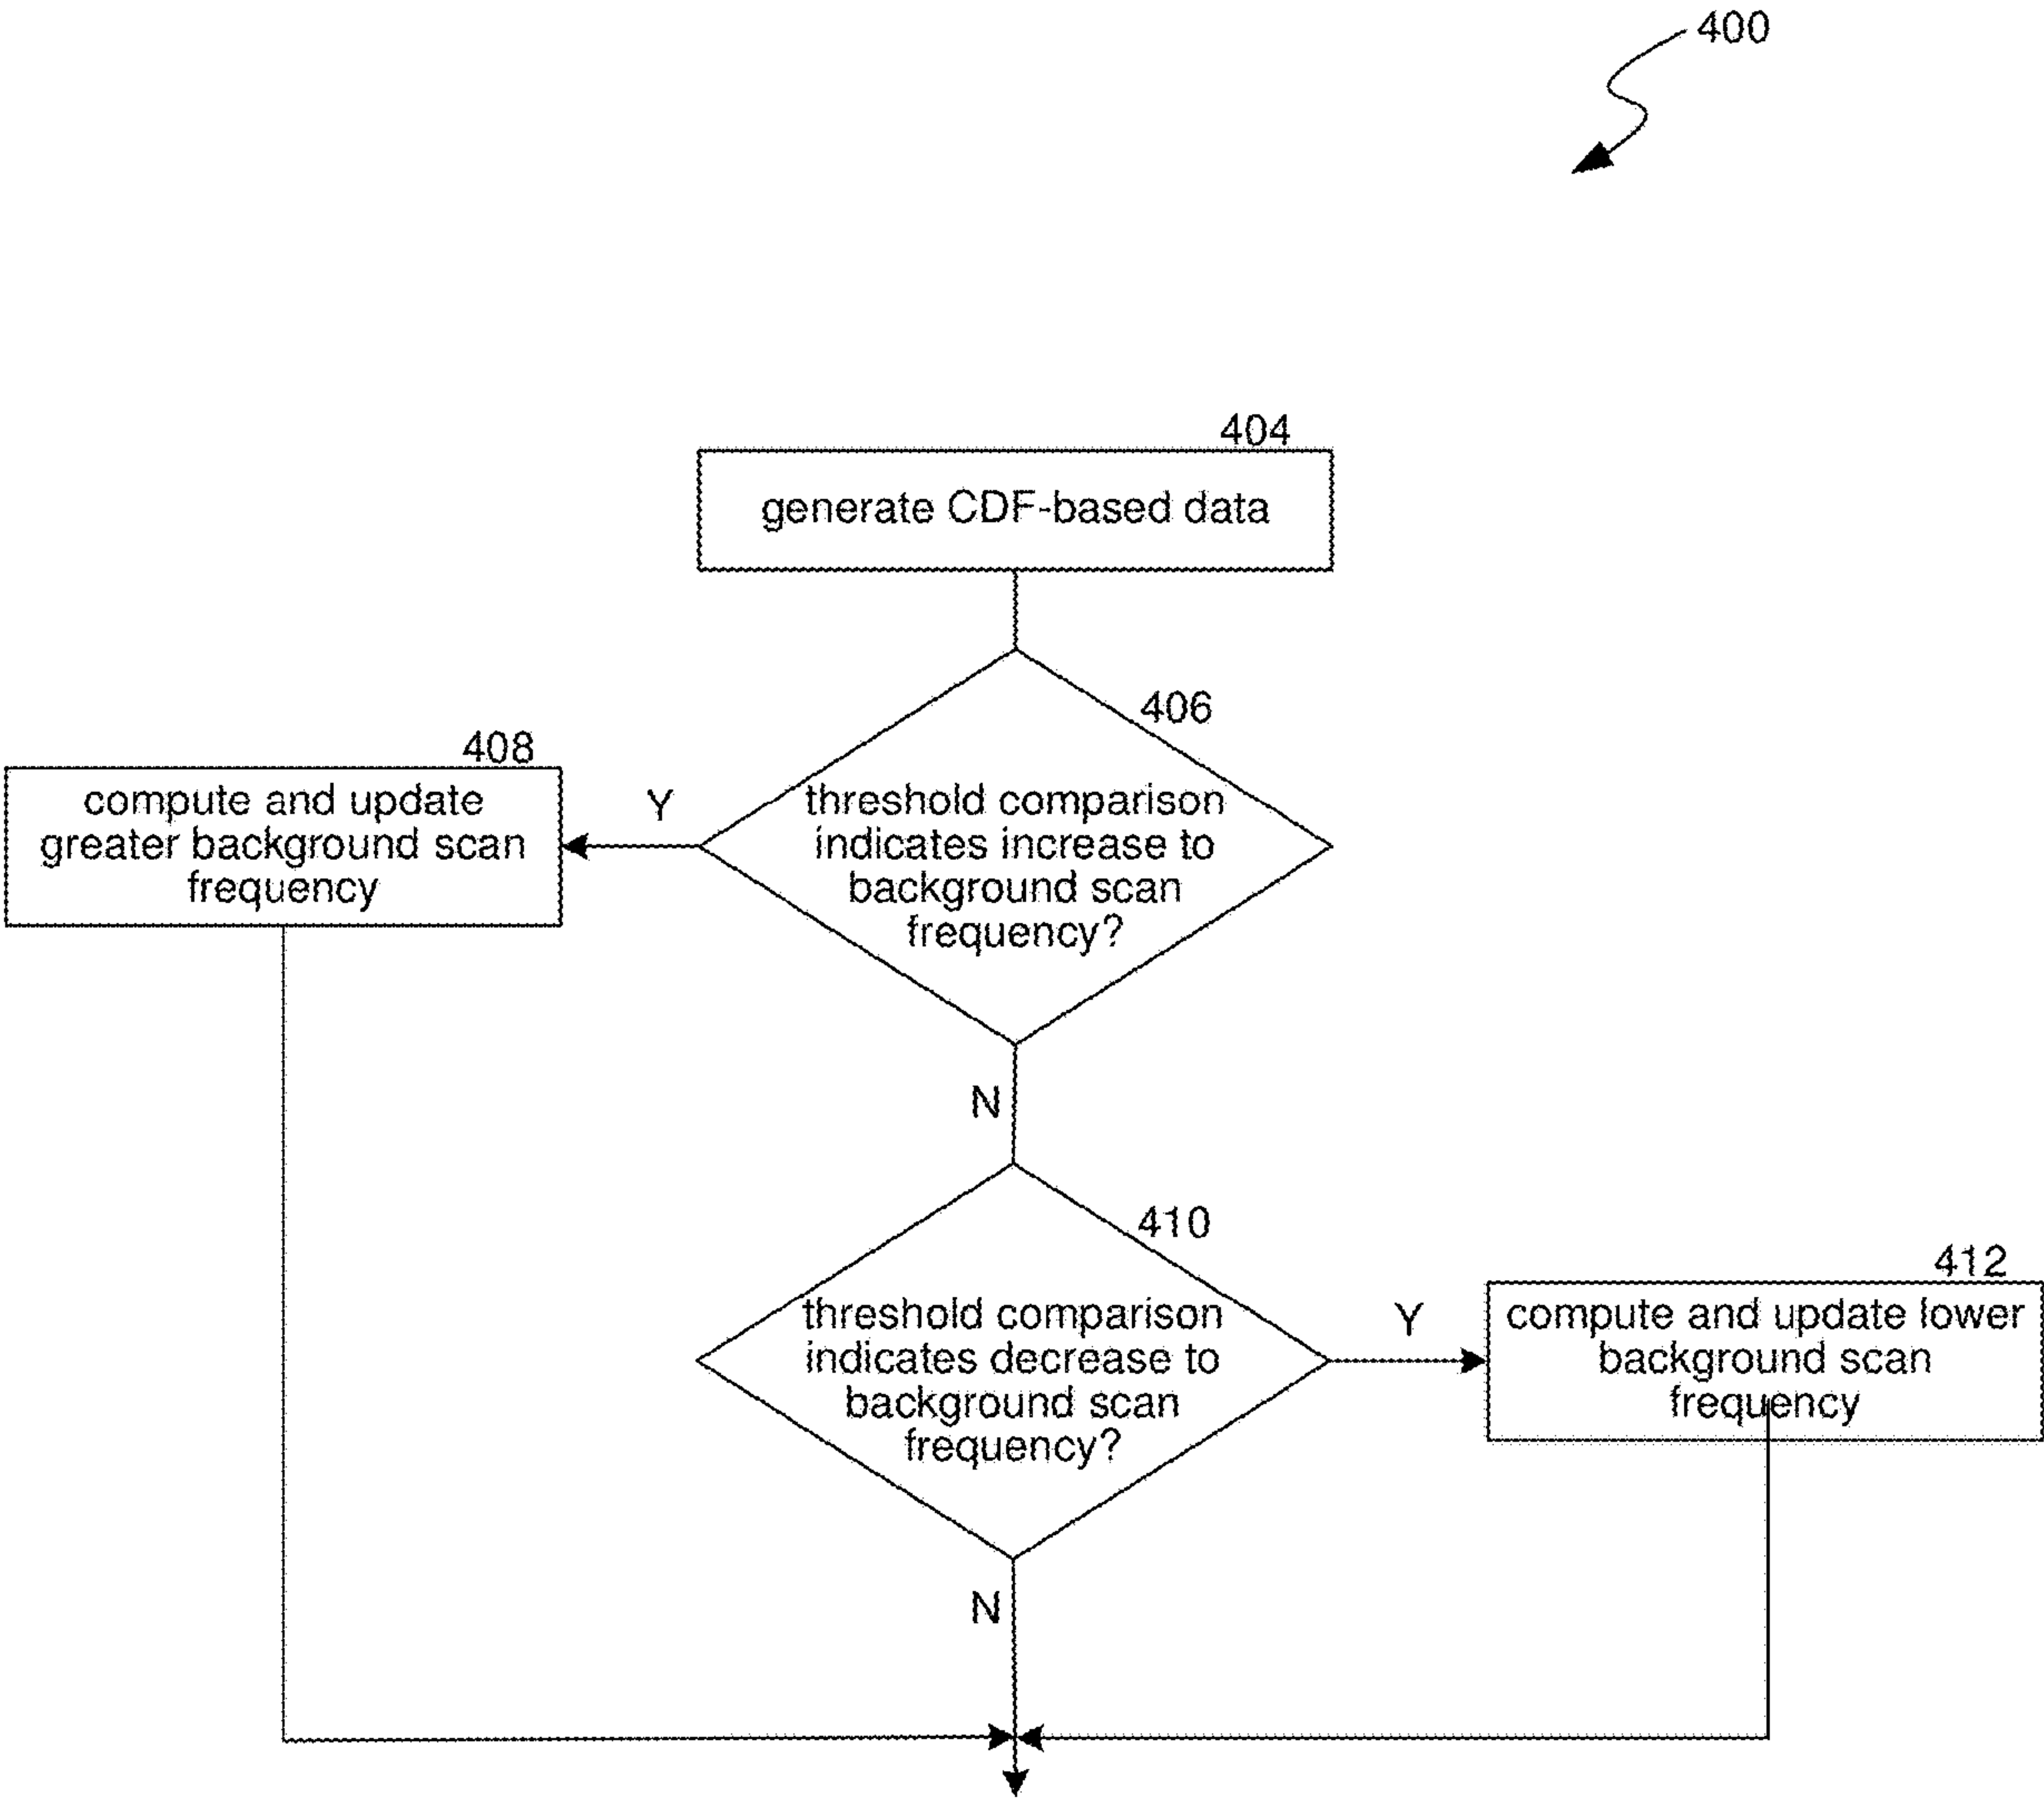 400
404
generate CDF-based data
406
threshold comparison
indicates increase to
background scan
frequency?
408
compute and update
greater background scan
frequency
Y
N
410
threshold comparison
indicates decrease to
background scan
frequency?
Y
412
compute and update lower
background scan
frequency
N